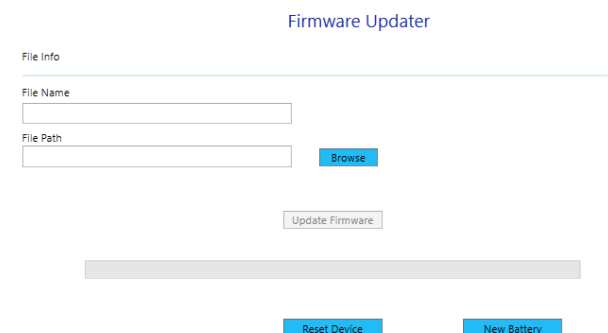 Firmware Updater
File Info
File Name
File Path
Browse
Update Firmware
Reset Device New Battery